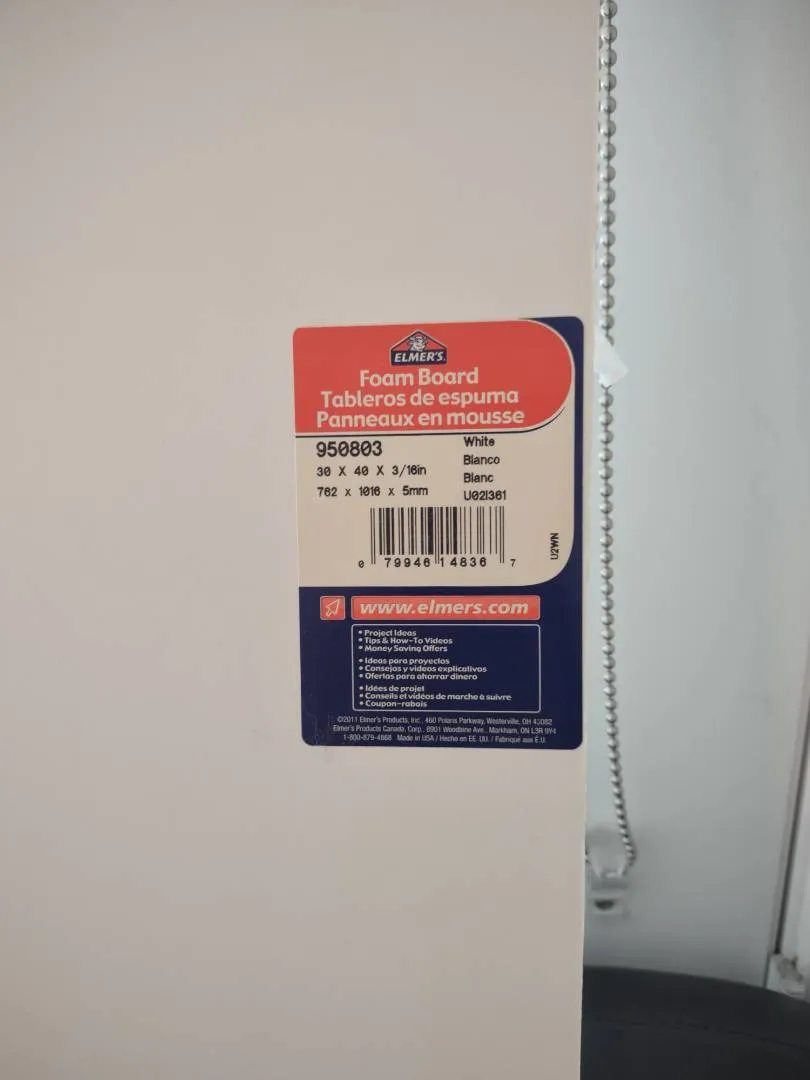 ELMER'S
Foam Board
Tableros de espuma
Panneaux en mousse
950803
30 X 40 X 3/16in
762 x 1016 x 5mm
White
Blanco
Blanc
U02I361
0 79946 14836 7
U2WN
www.elmers.com
• Project Ideas
• Tips & How-To Videos
• Money Saving Offers
• Ideas para proyectos
• Consejos y videos explicativos
• Ofertas para ahorrar dinero
• Idées de projet
• Conseils et vidéos de marche à suivre
• Coupon-rabais
©2011 Elmer's Products, Inc., 460 Polaris Parkway, Westerville, OH 43082
Elmer's Products Canada, Corp., 8901 Woodbine Ave., Markham, ON L3R 9Y4
1-800-879-4868 Made in USA / Hecho en EE. UU. / Fabriqué aux É.U.